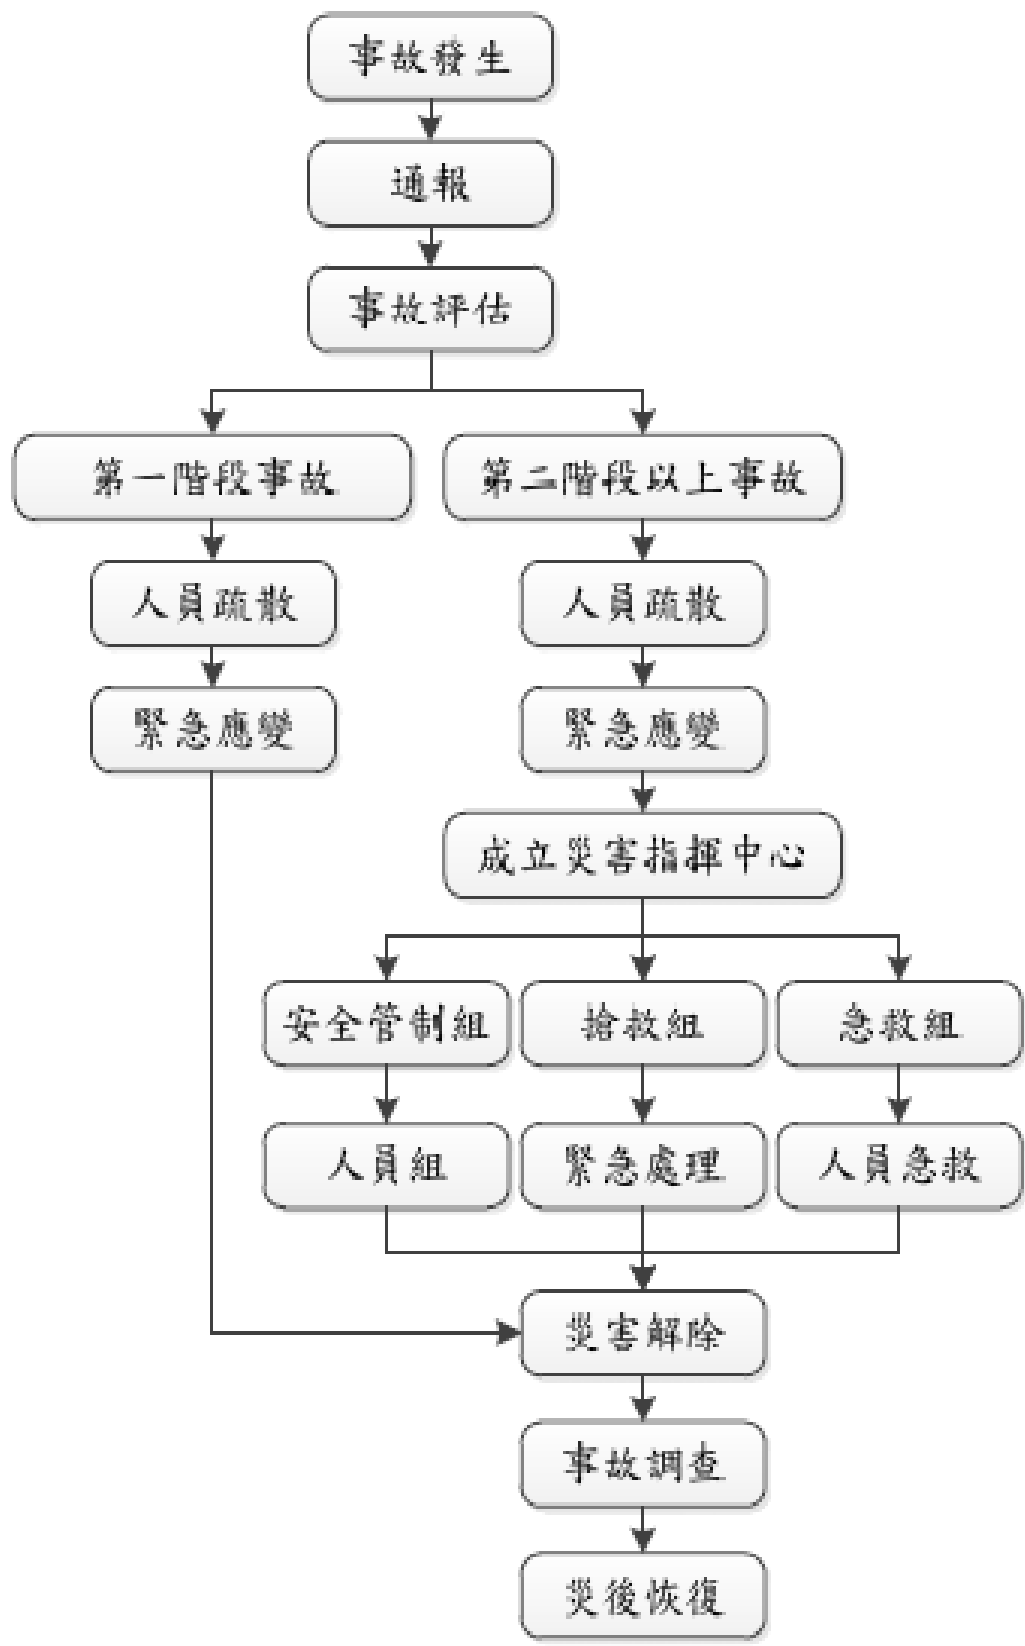 事故發生
通報
事故評估
第一階段事故
第二階段以上事故
人員疏散
人員疏散
緊急應變
緊急應變
成立災害指揮中心
安全管制組
搶救組
急救組
人員組
緊急處理
人員急救
災害解除
事故調查
災後恢復